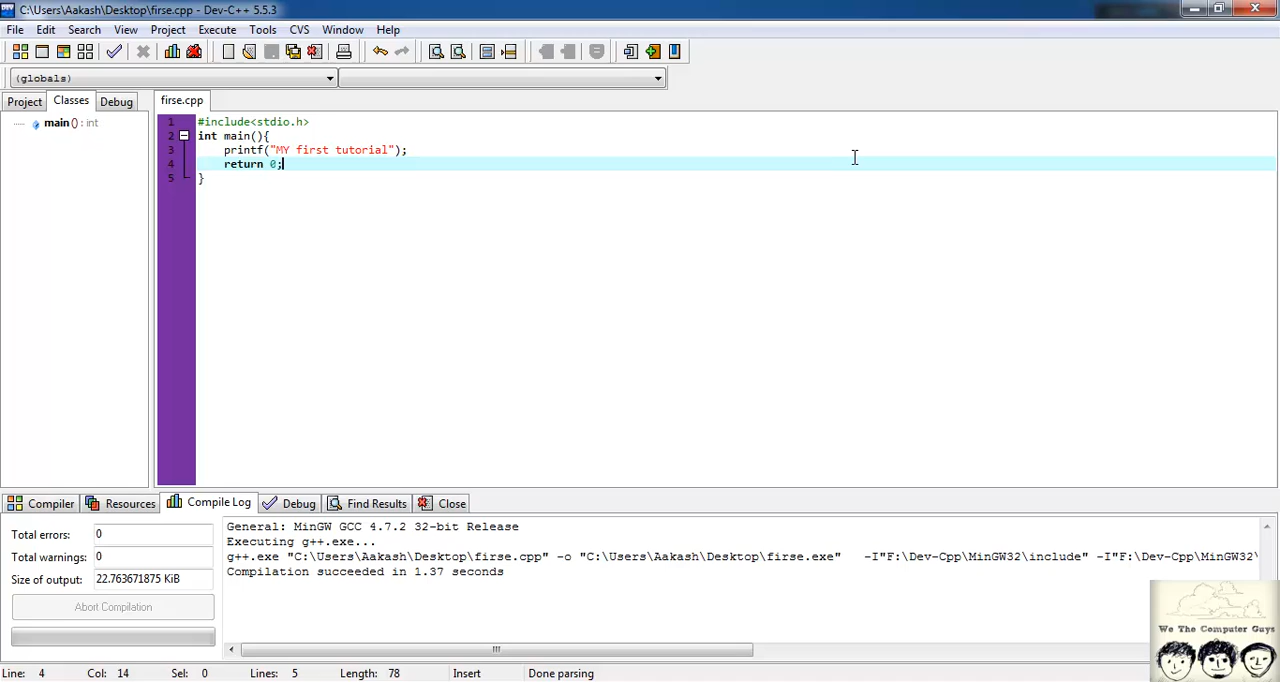 C:\Users\Aakash\Desktop\firse.cpp - Dev-C++ 5.5.3
File Edit Search View Project Execute Tools CVS Window Help
(globals)
Project Classes Debug
firse.cpp
main () : int
1 #include<stdio.h>
2 int main(){
3 printf("MY first tutorial");
4 return 0;
5 }
Compiler Resources Compile Log Debug Find Results Close
Total errors: 0
Total warnings: 0
Size of output: 22.763671875 KiB
Abort Compilation
General: MinGW GCC 4.7.2 32-bit Release
Executing g++.exe...
g++.exe "C:\Users\Aakash\Desktop\firse.cpp" -o "C:\Users\Aakash\Desktop\firse.exe" -I"F:\Dev-Cpp\MinGW32\include" -I"F:\Dev-Cpp\MinGW32\
Compilation succeeded in 1.37 seconds
We The Computer Guys
Line: 4 Col: 14 Sel: 0 Lines: 5 Length: 78 Insert Done parsing